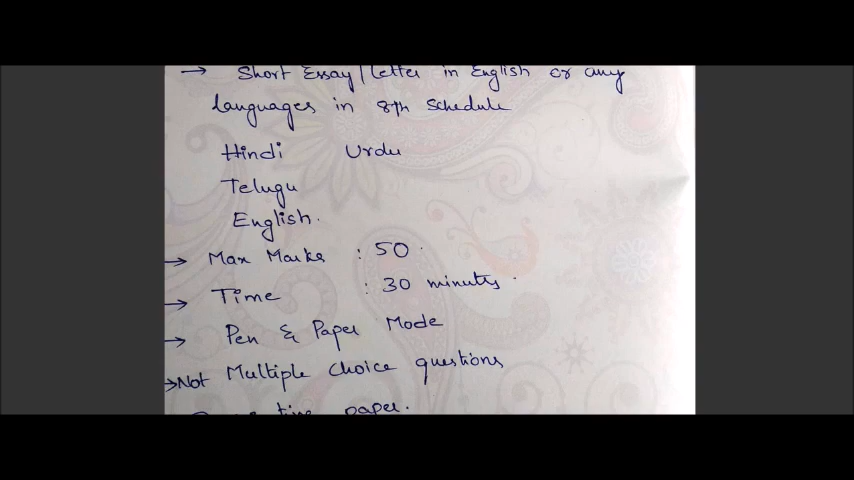 → Short Essay/Letter in English or any
languages in 8th Schedule
Hindi Urdu
Telugu
English.
→ Max Marks : 50.
→ Time : 30 minutes.
→ Pen & Paper Mode
→ Not Multiple choice questions
paper.